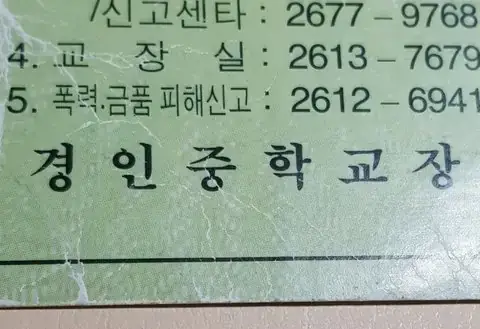 /신고센타 : 2677-9768
4. 교 장 실 : 2613-7679
5. 폭력·금품 피해신고 : 2612-6941
경 인 중 학 교 장